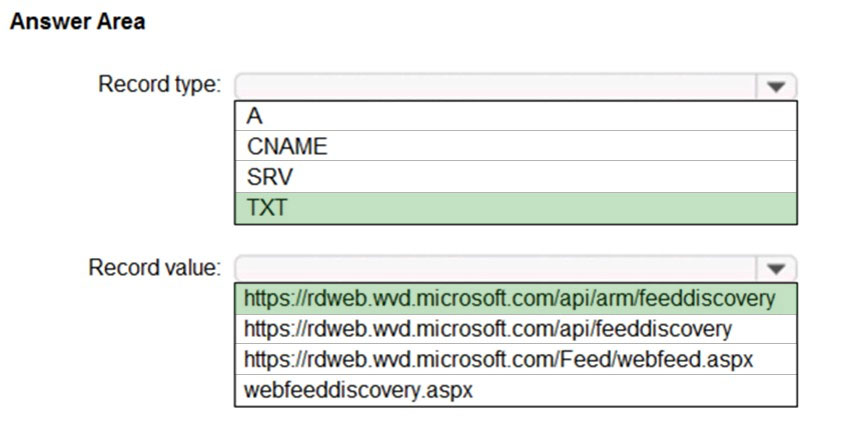 Answer Area
Record type:
A
CNAME
SRV
TXT
Record value:
https://rdweb.wvd.microsoft.com/api/arm/feeddiscovery
https://rdweb.wvd.microsoft.com/api/feeddiscovery
https://rdweb.wvd.microsoft.com/Feed/webfeed.aspx
webfeeddiscovery.aspx